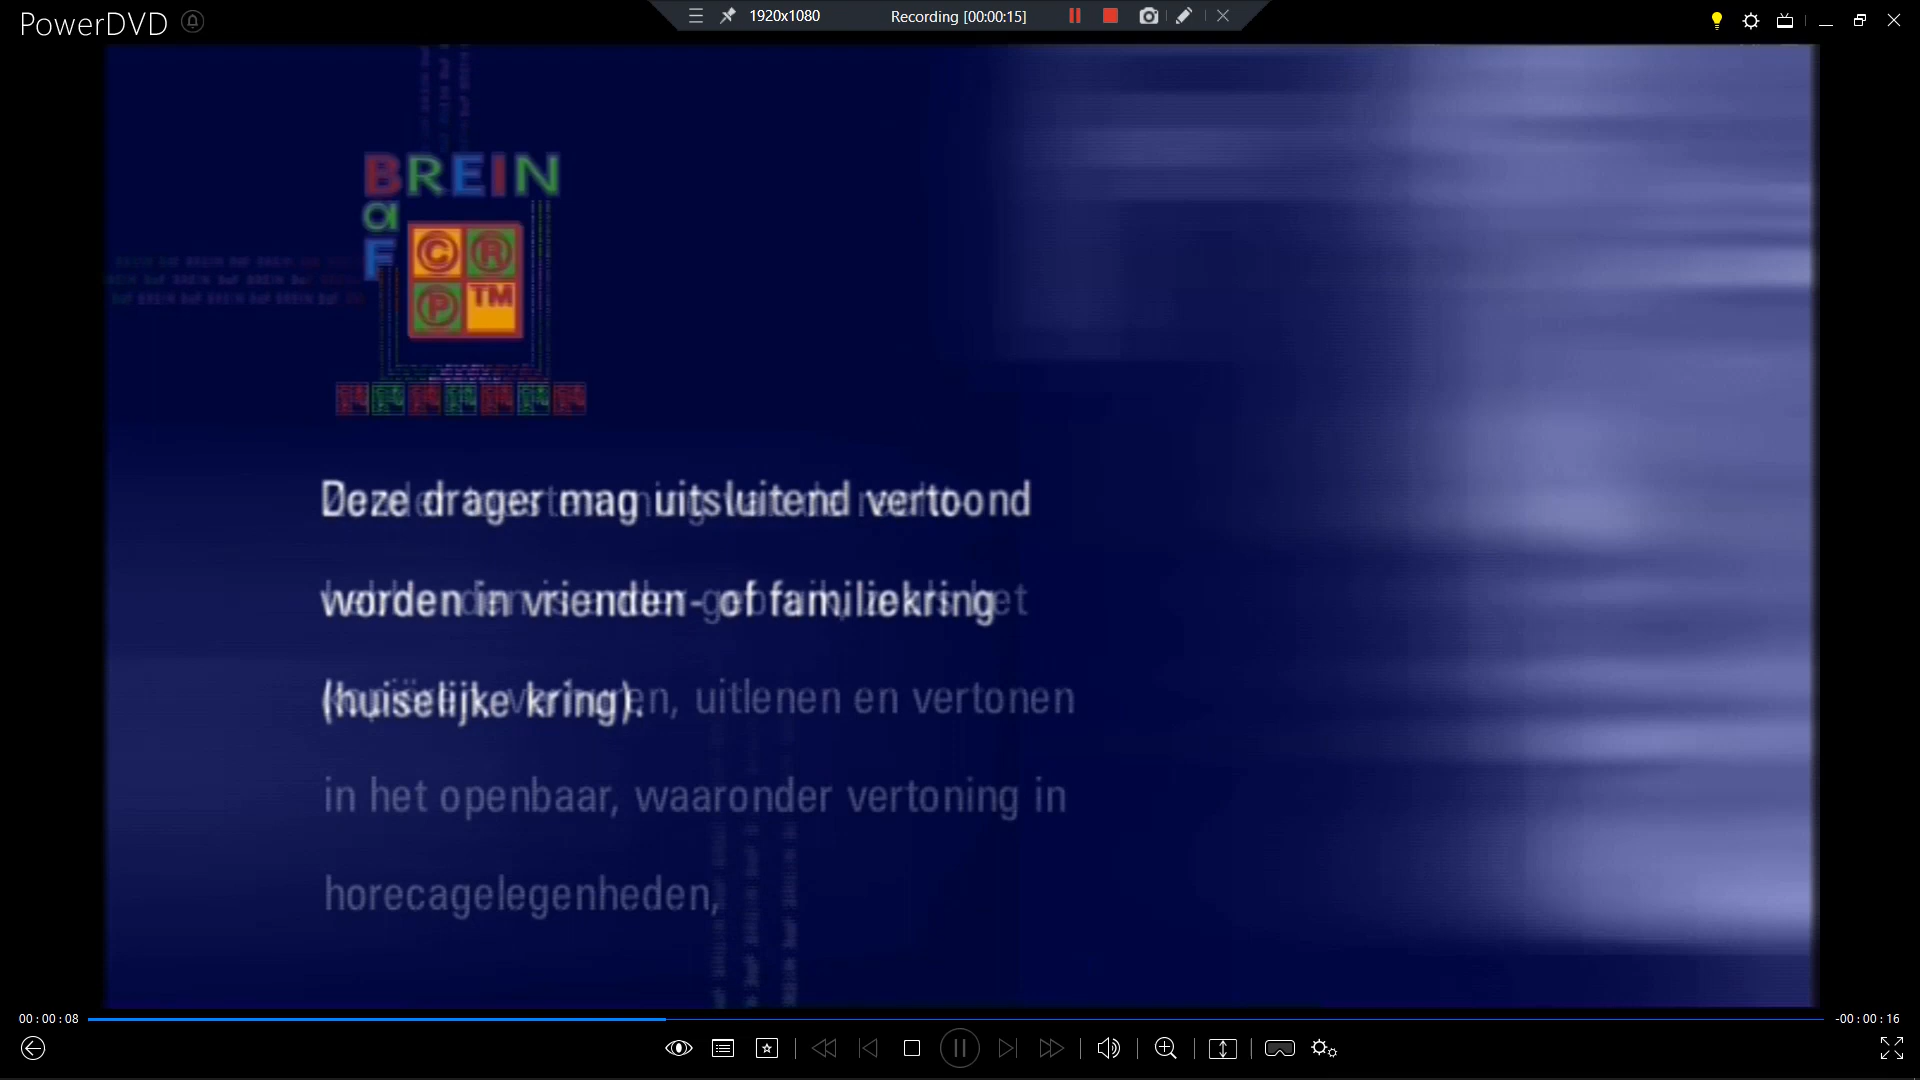 PowerDVD
1920x1080
Recording [00:00:15]
BREIN
a
F
© ®
℗ TM
Deze drager mag uitsluitend vertoond
worden in vrienden- of familiekring
(huiselijke kring).
uitlenen en vertonen
in het openbaar, waaronder vertoning in
horecagelegenheden,
00:00:08
-00:00:16